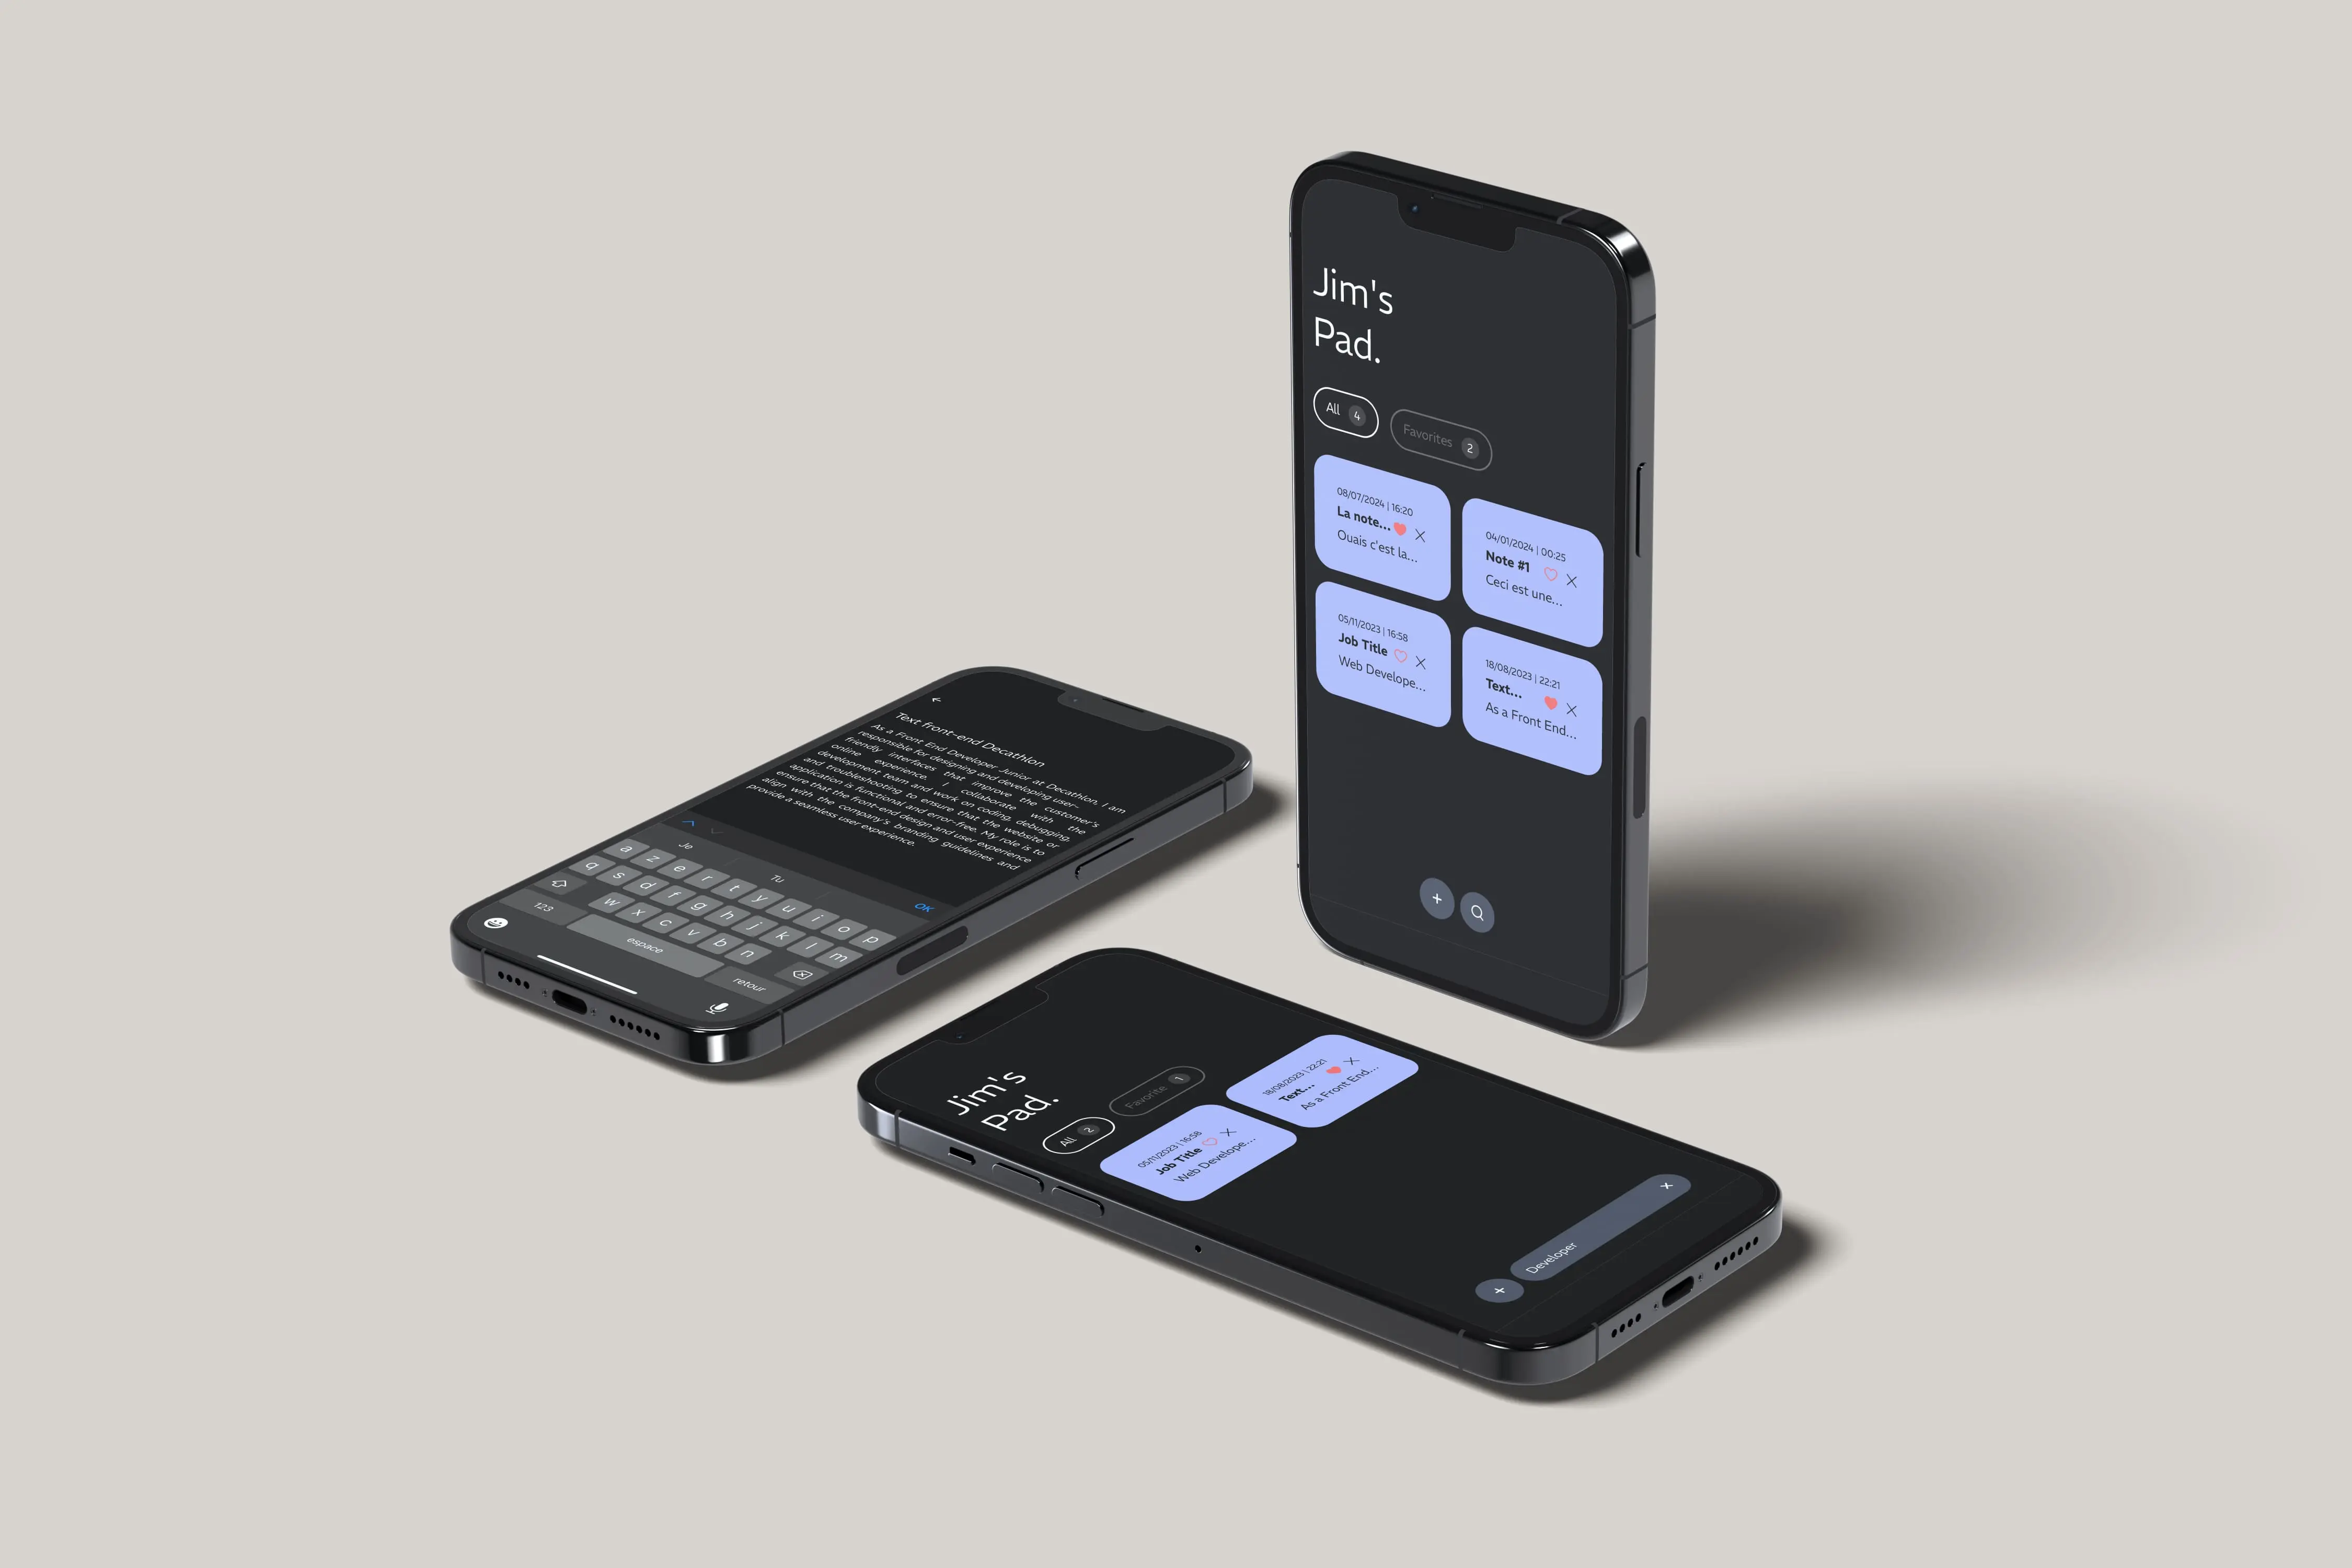 Jim's
Pad.
All 4
Favorites 2
08/07/2024 | 16:20
La note...
Ouais c'est la...
04/01/2024 | 00:25
Note #1
Ceci est une...
05/11/2023 | 16:58
Job Title
Web Develope...
18/08/2023 | 22:21
Text...
As a Front End...
Text front-end Decathlon
As a Front End Developer Junior at Decathlon, I am
responsible for designing and developing user-
friendly interfaces that improve the customer's
online experience. I collaborate with the
development team and work on coding, debugging,
and troubleshooting to ensure that the website or
application is functional and error-free. My role is to
ensure that the front-end design and user experience
align with the company's branding guidelines and
provide a seamless user experience.
Je
Tu
OK
a z e r t y u i o p
q s d f g h j k l m
w x c v b n
123
espace
retour
Jim's
Pad.
All 2
Favorite 1
05/11/2023 | 16:58
Job Title
Web Develope...
18/08/2023 | 22:21
Text...
As a Front End...
Developer